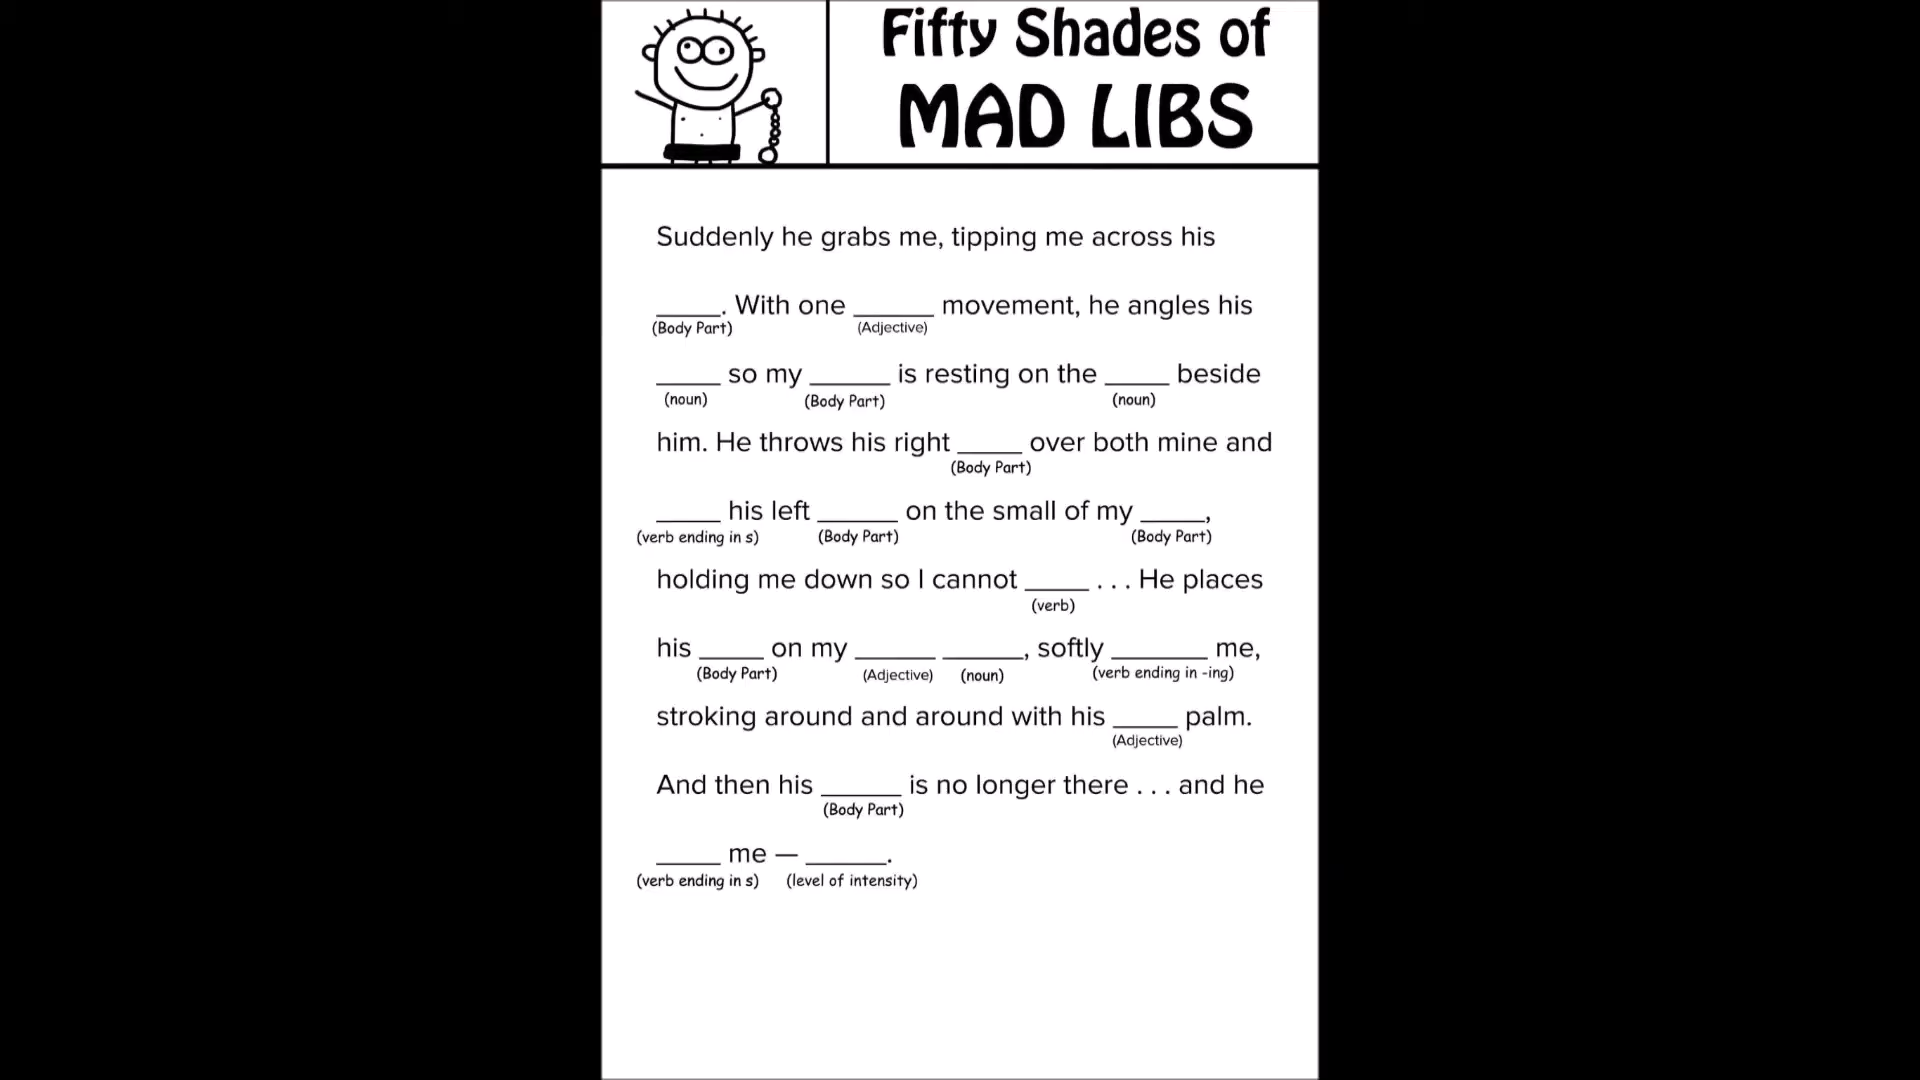 Fifty Shades of
MAD LIBS
Suddenly he grabs me, tipping me across his
_____. With one ______ movement, he angles his
(Body Part) (Adjective)
_____ so my ______ is resting on the _____ beside
(noun) (Body Part) (noun)
him. He throws his right _____ over both mine and
(Body Part)
_____ his left ______ on the small of my _____,
(verb ending in s) (Body Part) (Body Part)
holding me down so I cannot _____ . . . He places
(verb)
his _____ on my ______ ______, softly _______ me,
(Body Part) (Adjective) (noun) (verb ending in -ing)
stroking around and around with his _____ palm.
(Adjective)
And then his ______ is no longer there . . . and he
(Body Part)
_____ me — ______.
(verb ending in s) (level of intensity)